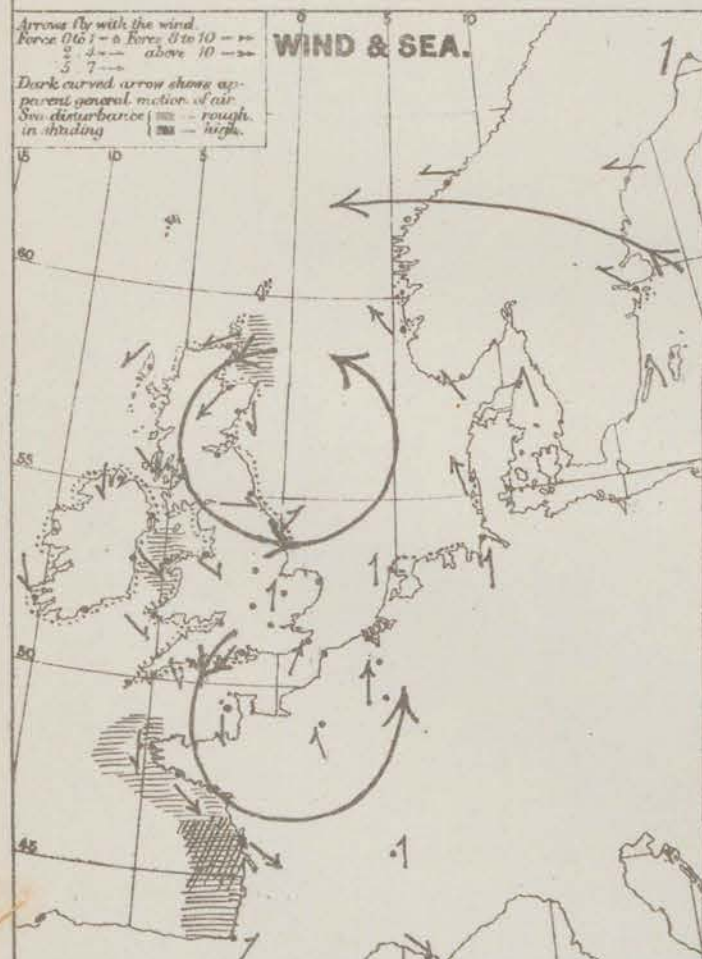 Arrows fly with the wind.
Force 0 to 1 Force 8 to 10
2 4 above 10
5 7
WIND & SEA.
Dark curved arrow shows ap-
parent general motion of air.
Sea disturbance rough.
in shading high.
15 10 5 0 5 10
60
55
50
45